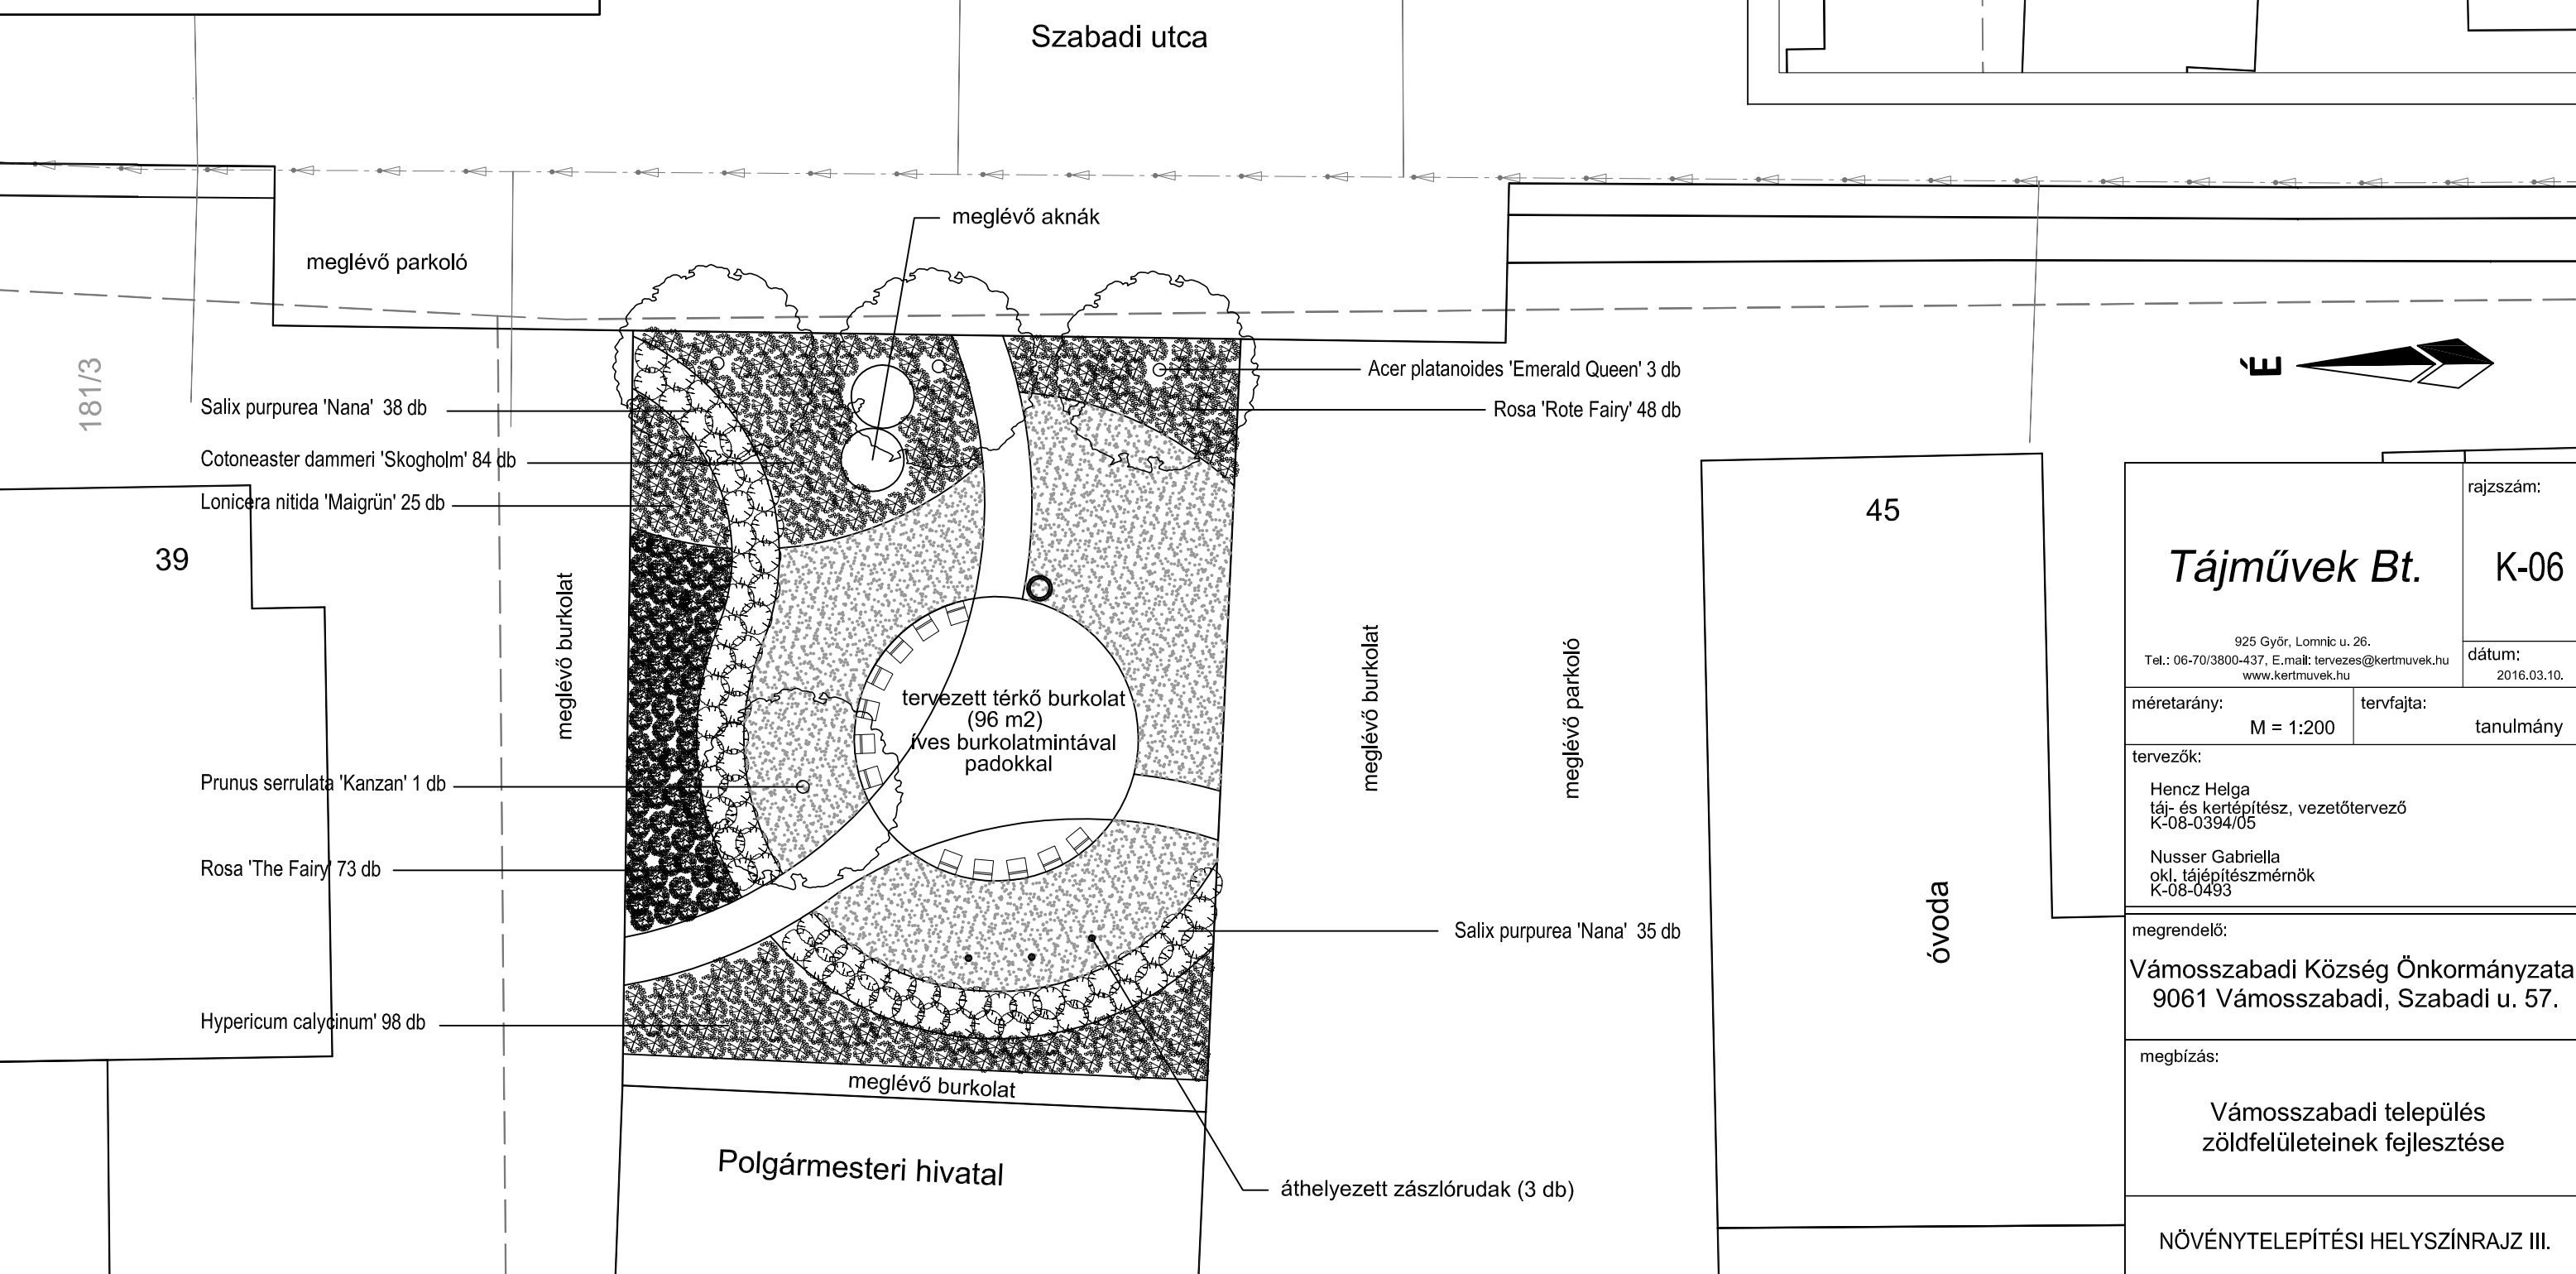 Szabadi utca
meglévő aknák
meglévő parkoló
181/3
Salix purpurea 'Nana' 38 db
Cotoneaster dammeri 'Skogholm' 84 db
Lonicera nitida 'Maigrün' 25 db
39
meglévő burkolat
Prunus serrulata 'Kanzan' 1 db
Rosa 'The Fairy' 73 db
Hypericum calycinum' 98 db
tervezett térkő burkolat
(96 m2)
íves burkolatmintával
padokkal
meglévő burkolat
Polgármesteri hivatal
Acer platanoides 'Emerald Queen' 3 db
Rosa 'Rote Fairy' 48 db
meglévő burkolat
meglévő parkoló
Salix purpurea 'Nana' 35 db
áthelyezett zászlórudak (3 db)
45
óvoda
É
Tájművek Bt.
925 Győr, Lomnic u. 26.
Tel.: 06-70/3800-437, E.mail: tervezes@kertmuvek.hu
www.kertmuvek.hu
rajzszám:
K-06
dátum:
2016.03.10.
méretarány:
M = 1:200
tervfajta:
tanulmány
tervezők:
Hencz Helga
táj- és kertépítész, vezetőtervező
K-08-0394/05
Nusser Gabriella
okl. tájépítészmérnök
K-08-0493
megrendelő:
Vámosszabadi Község Önkormányzata
9061 Vámosszabadi, Szabadi u. 57.
megbízás:
Vámosszabadi település
zöldfelületeinek fejlesztése
NÖVÉNYTELEPÍTÉSI HELYSZÍNRAJZ III.